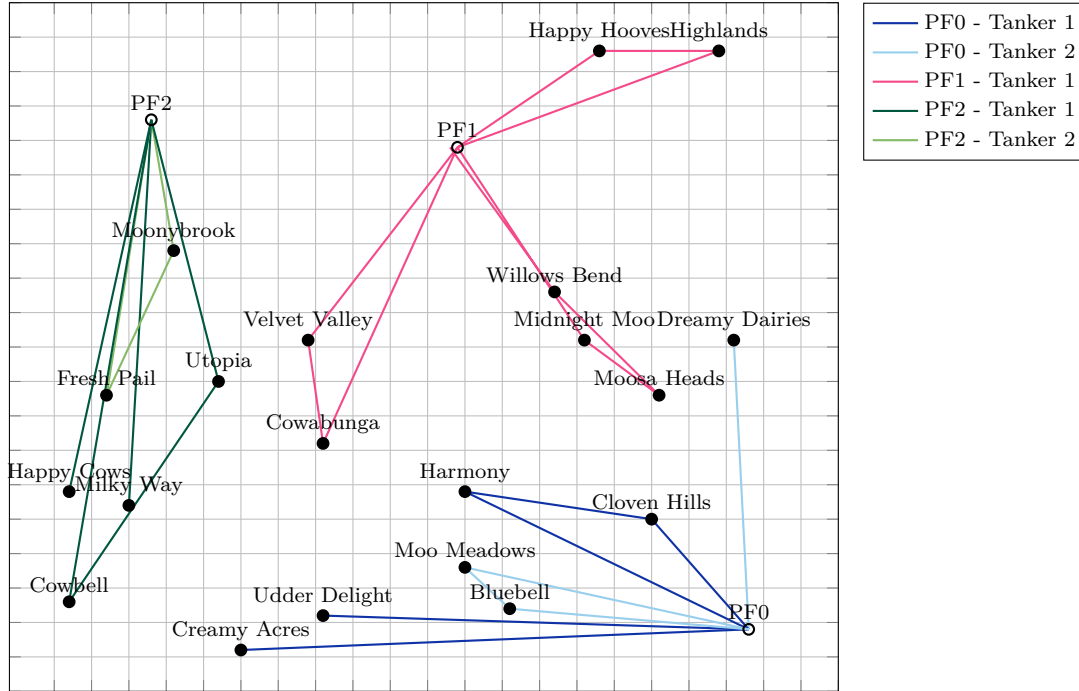 Happy Hooves
Highlands
PF0 - Tanker 1
PF0 - Tanker 2
PF1 - Tanker 1
PF2 - Tanker 1
PF2 - Tanker 2
PF2
PF1
Moonybrook
Willows Bend
Velvet Valley
Midnight Moo
Dreamy Dairies
Utopia
Fresh Pail
Moosa Heads
Cowabunga
Happy Cows
Milky Way
Harmony
Cloven Hills
Moo Meadows
Cowbell
Udder Delight
Bluebell
PF0
Creamy Acres